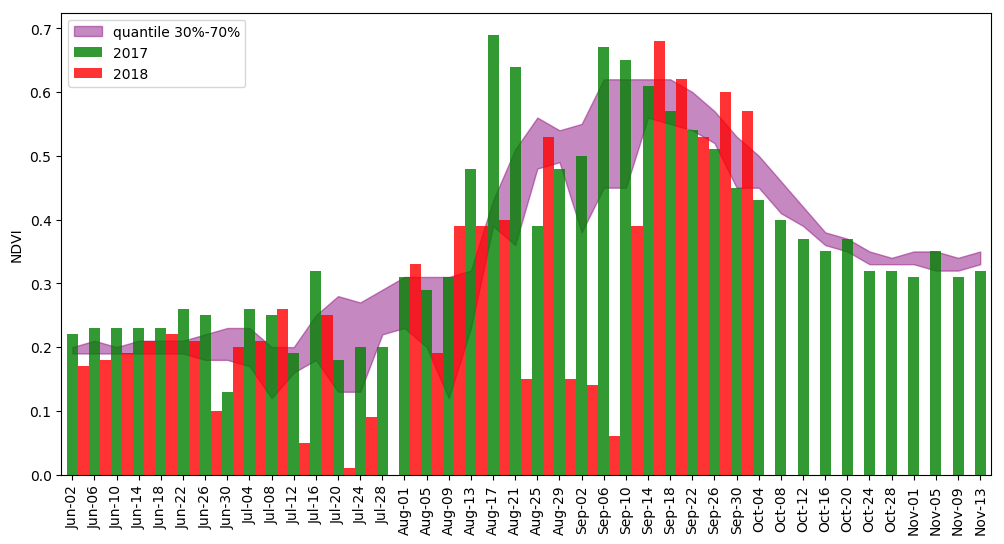 quantile 30%-70%
2017
2018
NDVI
0.7
0.6
0.5
0.4
0.3
0.2
0.1
0.0
Jun-02
Jun-06
Jun-10
Jun-14
Jun-18
Jun-22
Jun-26
Jun-30
Jul-04
Jul-08
Jul-12
Jul-16
Jul-20
Jul-24
Jul-28
Aug-01
Aug-05
Aug-09
Aug-13
Aug-17
Aug-21
Aug-25
Aug-29
Sep-02
Sep-06
Sep-10
Sep-14
Sep-18
Sep-22
Sep-26
Sep-30
Oct-04
Oct-08
Oct-12
Oct-16
Oct-20
Oct-24
Oct-28
Nov-01
Nov-05
Nov-09
Nov-13